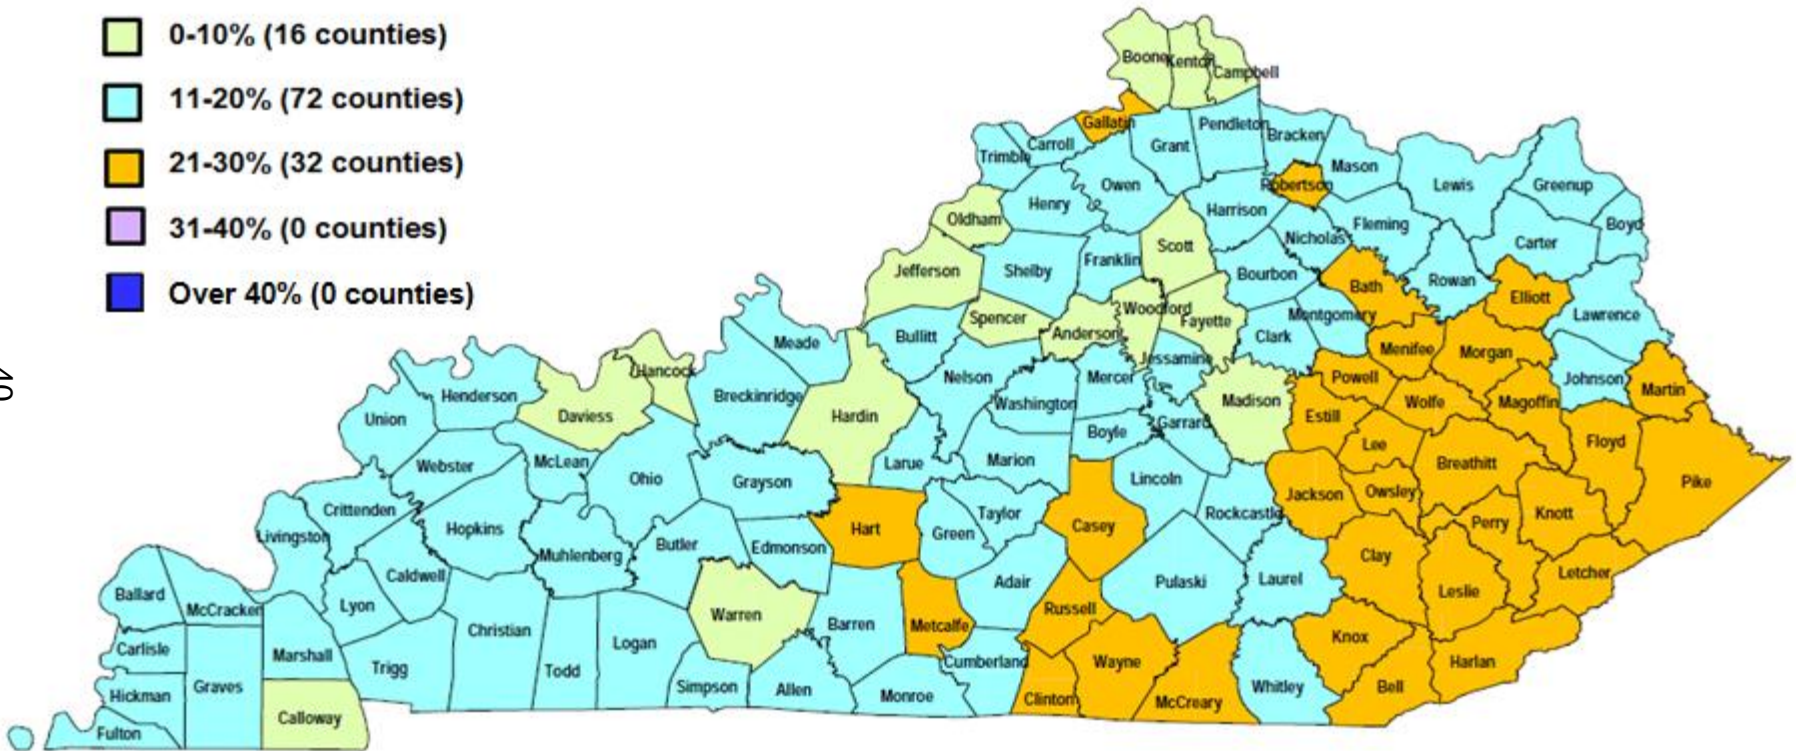 0-10% (16 counties)
11-20% (72 counties)
21-30% (32 counties)
31-40% (0 counties)
Over 40% (0 counties)
40
Boone
Kenton
Campbell
Gallatin
Pendleton
Bracken
Carroll
Grant
Trimble
Mason
Robertson
Owen
Lewis
Greenup
Henry
Harrison
Oldham
Fleming
Boyd
Nicholas
Scott
Carter
Franklin
Jefferson
Shelby
Bourbon
Rowan
Bath
Elliott
Woodford
Montgomery
Lawrence
Spencer
Fayette
Anderson
Bullitt
Clark
Meade
Menifee
Morgan
Jessamine
Hancock
Nelson
Mercer
Powell
Johnson
Martin
Henderson
Breckinridge
Washington
Madison
Wolfe
Magoffin
Daviess
Hardin
Estill
Union
Garrard
Boyle
Lee
Floyd
McLean
Larue
Marion
Breathitt
Webster
Ohio
Grayson
Lincoln
Pike
Jackson
Owsley
Crittenden
Taylor
Rockcastle
Knott
Perry
Hopkins
Hart
Casey
Green
Livingston
Muhlenberg
Butler
Edmonson
Clay
Caldwell
Adair
Pulaski
Laurel
Letcher
Ballard
Leslie
McCracken
Lyon
Russell
Warren
Barren
Metcalfe
Christian
Knox
Carlisle
Marshall
Logan
Cumberland
Wayne
Harlan
Trigg
Todd
Graves
Simpson
Allen
Whitley
Bell
Hickman
Monroe
Clinton
McCreary
Calloway
Fulton